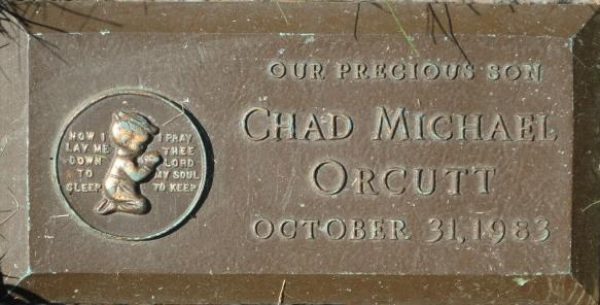 OUR PRECIOUS SON
CHAD MICHAEL
ORCUTT
OCTOBER 31, 1983
NOW I
LAY ME
DOWN
TO
SLEEP
I PRAY
THEE
LORD
MY SOUL
TO KEEP